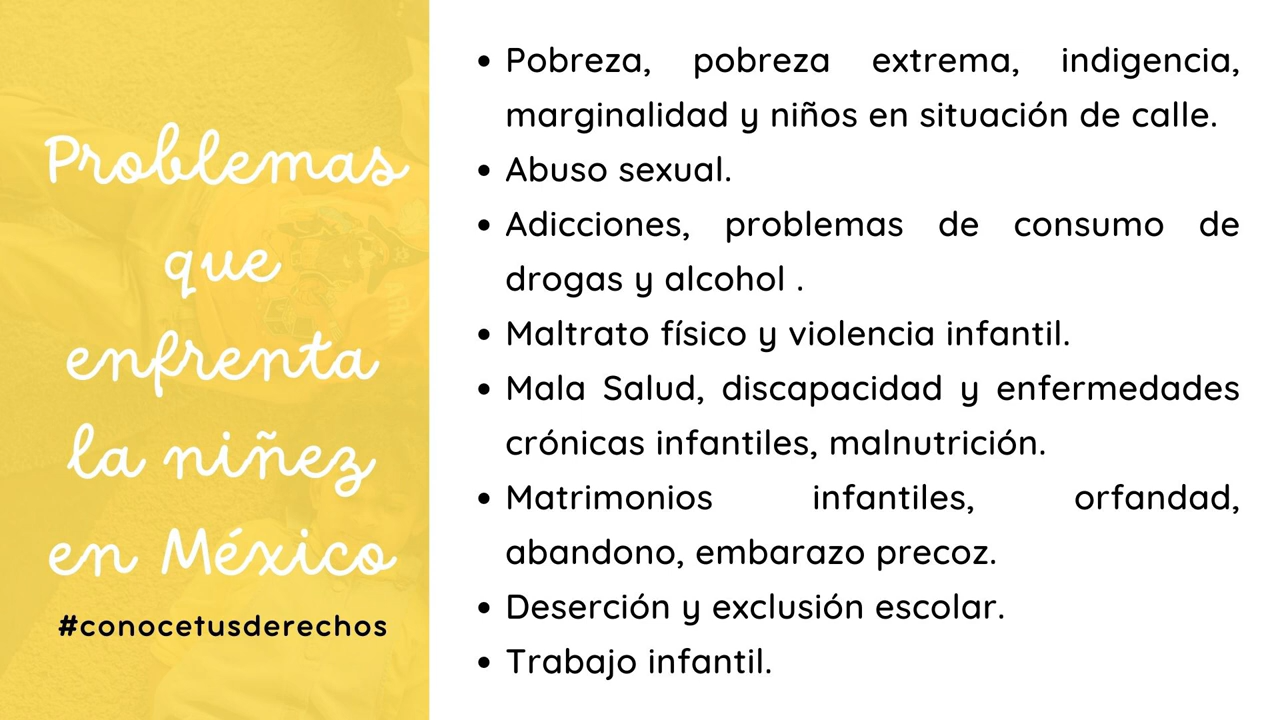 Problemas
que
enfrenta
la niñez
en México
#conocetusderechos
• Pobreza, pobreza extrema, indigencia,
marginalidad y niños en situación de calle.
• Abuso sexual.
• Adicciones, problemas de consumo de
drogas y alcohol .
• Maltrato físico y violencia infantil.
• Mala Salud, discapacidad y enfermedades
crónicas infantiles, malnutrición.
• Matrimonios infantiles, orfandad,
abandono, embarazo precoz.
• Deserción y exclusión escolar.
• Trabajo infantil.